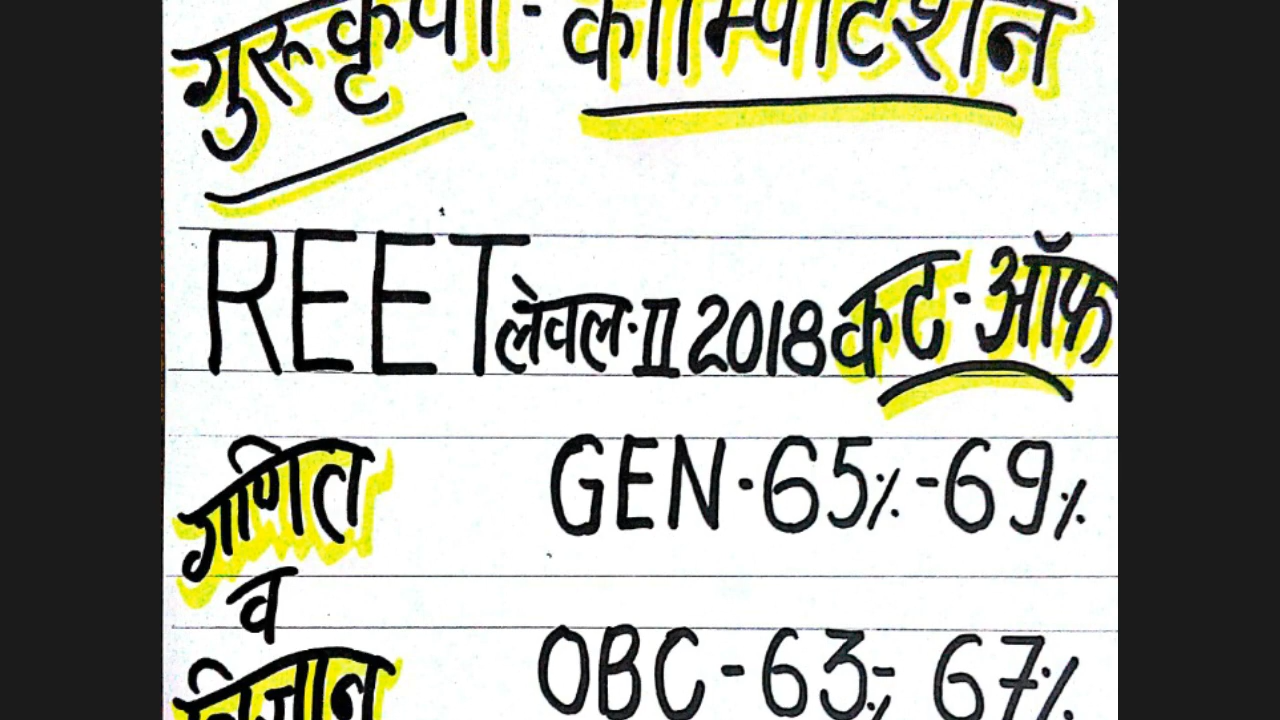 गुरुकृपा - काम्पिटिशन
REET लेवल-II 2018 कट-ऑफ
गणित GEN-65%-69%
व
विज्ञान OBC-63%-67%